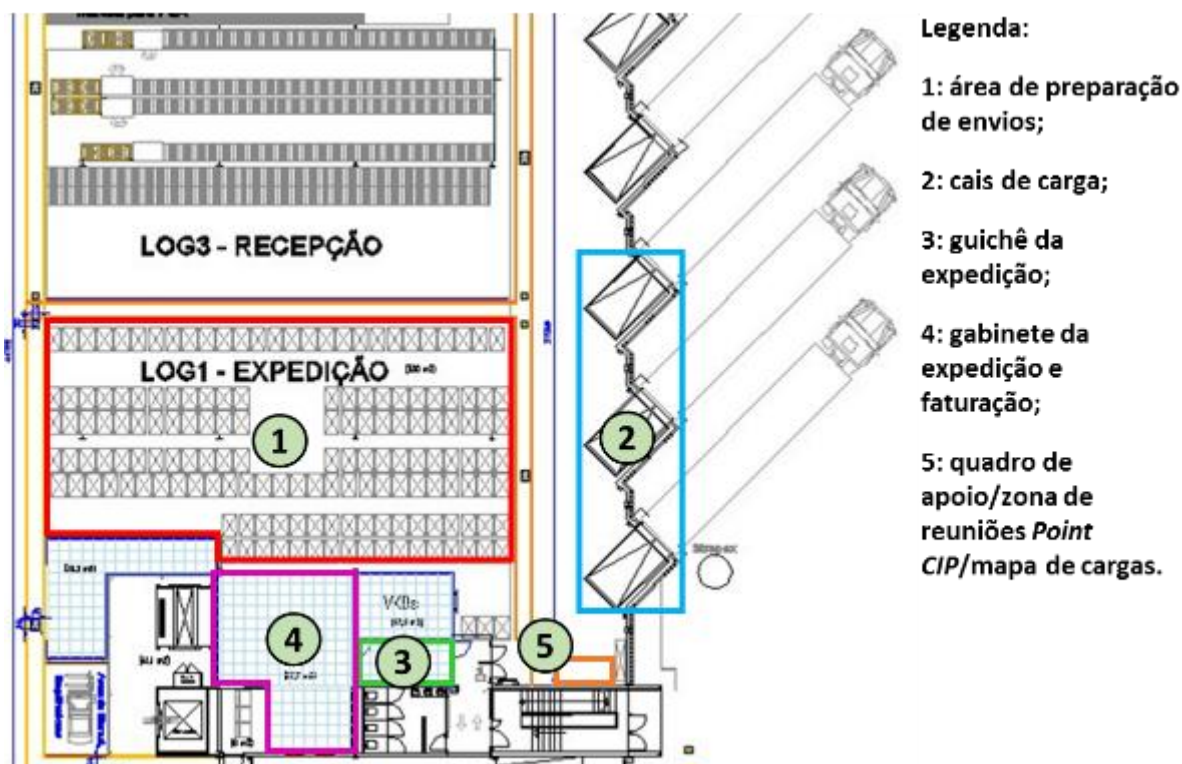 Legenda:
1: área de preparação
de envios;
2: cais de carga;
3: guichê da
expedição;
4: gabinete da
expedição e
faturação;
5: quadro de
apoio/zona de
reuniões Point
CIP/mapa de cargas.
LOG3 - RECEPÇÃO
LOG1 - EXPEDIÇÃO
1
2
VKBs
4
3
5